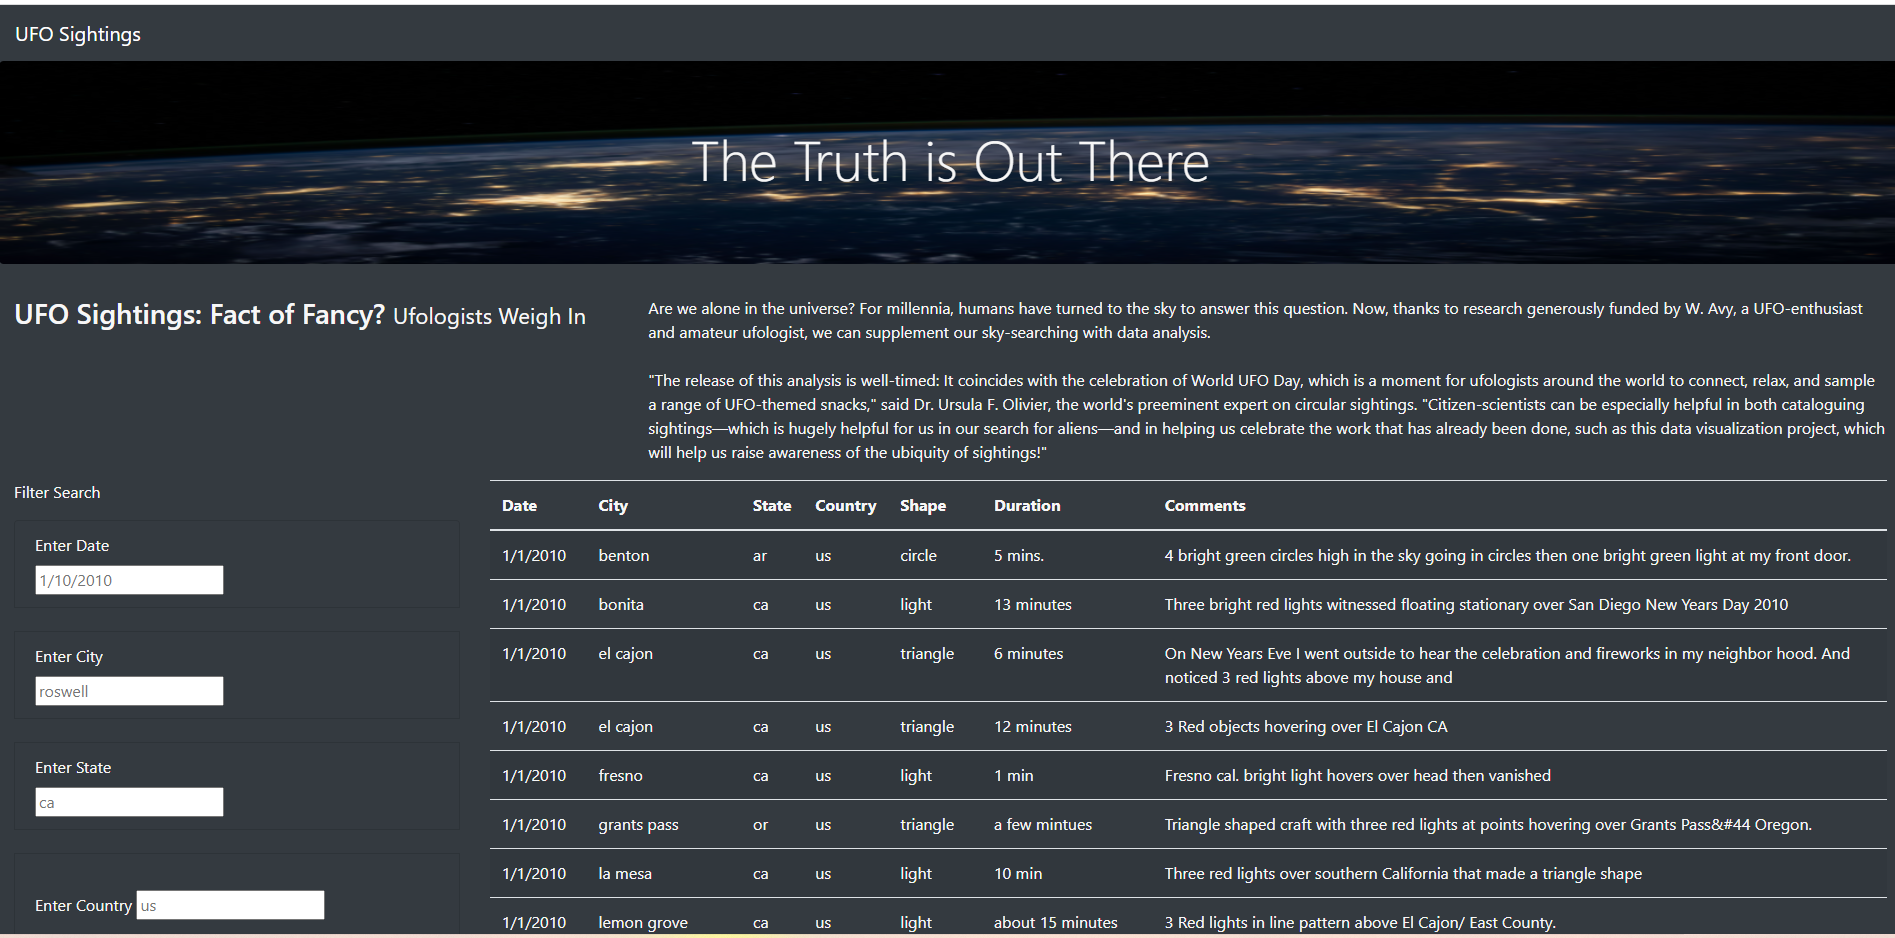 UFO Sightings
The Truth is Out There
UFO Sightings: Fact of Fancy? Ufologists Weigh In
Are we alone in the universe? For millennia, humans have turned to the sky to answer this question. Now, thanks to research generously funded by W. Avy, a UFO-enthusiast
and amateur ufologist, we can supplement our sky-searching with data analysis.
"The release of this analysis is well-timed: It coincides with the celebration of World UFO Day, which is a moment for ufologists around the world to connect, relax, and sample
a range of UFO-themed snacks," said Dr. Ursula F. Olivier, the world's preeminent expert on circular sightings. "Citizen-scientists can be especially helpful in both cataloguing
sightings—which is hugely helpful for us in our search for aliens—and in helping us celebrate the work that has already been done, such as this data visualization project, which
will help us raise awareness of the ubiquity of sightings!"
Filter Search
Enter Date
1/10/2010
Enter City
roswell
Enter State
ca
Enter Country us
Date City State Country Shape Duration Comments
1/1/2010 benton ar us circle 5 mins. 4 bright green circles high in the sky going in circles then one bright green light at my front door.
1/1/2010 bonita ca us light 13 minutes Three bright red lights witnessed floating stationary over San Diego New Years Day 2010
1/1/2010 el cajon ca us triangle 6 minutes On New Years Eve I went outside to hear the celebration and fireworks in my neighbor hood. And
noticed 3 red lights above my house and
1/1/2010 el cajon ca us triangle 12 minutes 3 Red objects hovering over El Cajon CA
1/1/2010 fresno ca us light 1 min Fresno cal. bright light hovers over head then vanished
1/1/2010 grants pass or us triangle a few mintues Triangle shaped craft with three red lights at points hovering over Grants Pass&#44 Oregon.
1/1/2010 la mesa ca us light 10 min Three red lights over southern California that made a triangle shape
1/1/2010 lemon grove ca us light about 15 minutes 3 Red lights in line pattern above El Cajon/ East County.